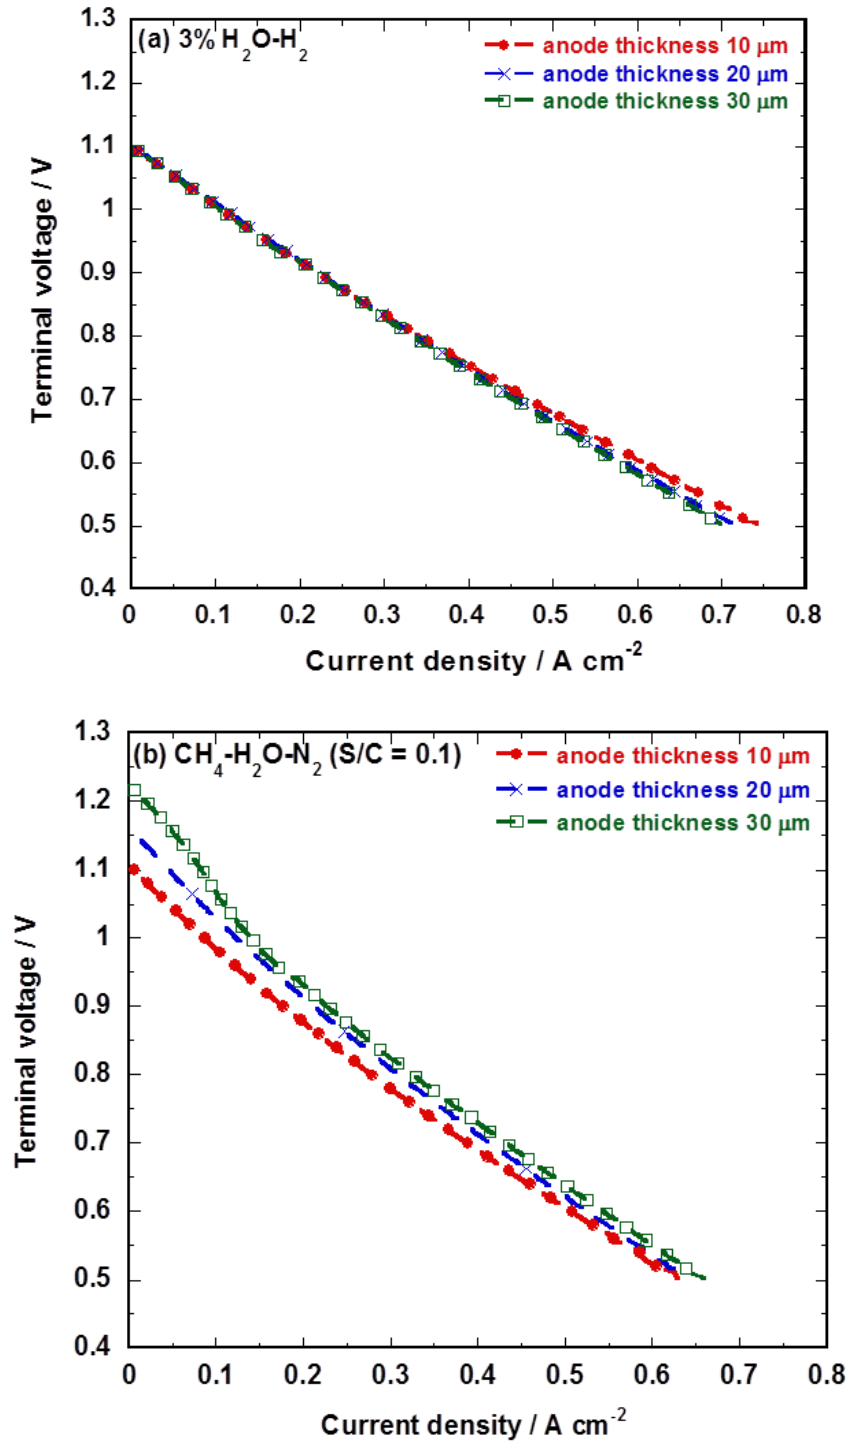 1.3
(a) 3% H₂O-H₂
anode thickness 10 μm
anode thickness 20 μm
anode thickness 30 μm
1.2
1.1
1
0.9
0.8
0.7
0.6
0.5
0.4
Terminal voltage / V
0 0.1 0.2 0.3 0.4 0.5 0.6 0.7 0.8
Current density / A cm⁻²
1.3
(b) CH₄-H₂O-N₂ (S/C = 0.1)
anode thickness 10 μm
anode thickness 20 μm
anode thickness 30 μm
1.2
1.1
1
0.9
0.8
0.7
0.6
0.5
0.4
Terminal voltage / V
0 0.1 0.2 0.3 0.4 0.5 0.6 0.7 0.8
Current density / A cm⁻²